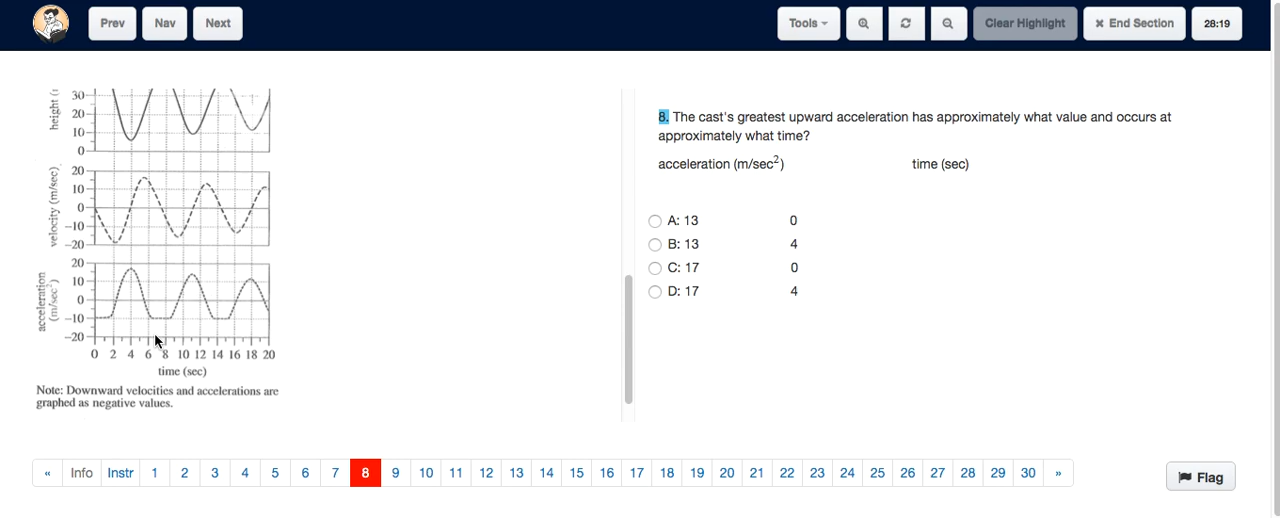 Prev
Nav
Next
Tools
Clear Highlight
× End Section
28:19
height (
30
20
10
0
velocity (m/sec)
20
10
0
−10
−20
acceleration
(m/sec²)
20
10
0
−10
−20
0 2 4 6 8 10 12 14 16 18 20
time (sec)
Note: Downward velocities and accelerations are
graphed as negative values.
8. The cast's greatest upward acceleration has approximately what value and occurs at
approximately what time?
acceleration (m/sec²) time (sec)
A: 13 0
B: 13 4
C: 17 0
D: 17 4
« Info Instr 1 2 3 4 5 6 7 8 9 10 11 12 13 14 15 16 17 18 19 20 21 22 23 24 25 26 27 28 29 30 »
Flag